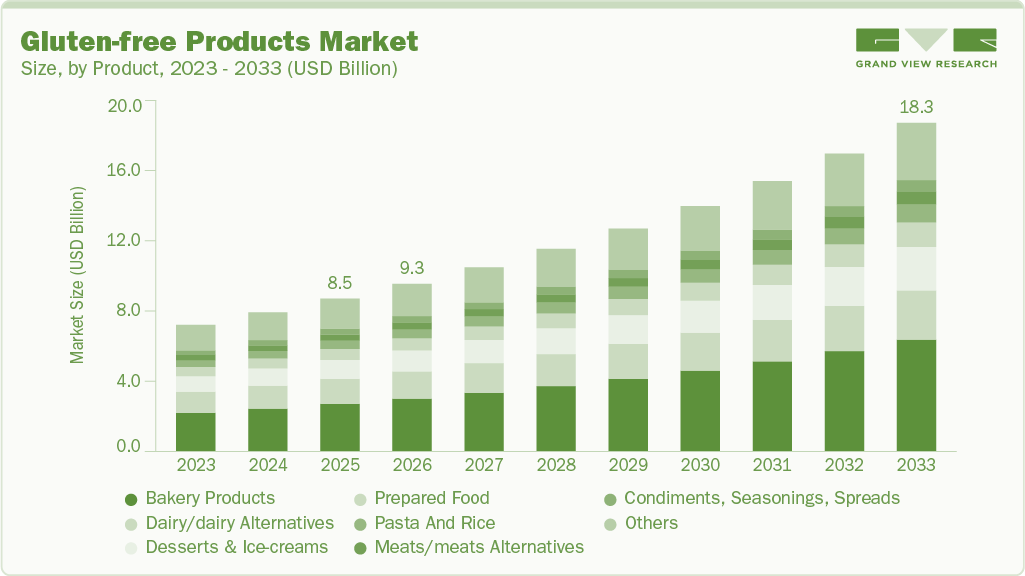 Gluten-free Products Market
Size, by Product, 2023 - 2033 (USD Billion)
GRAND VIEW RESEARCH
Market Size (USD Billion)
20.0
16.0
12.0
8.0
4.0
0.0
8.5
9.3
18.3
2023 2024 2025 2026 2027 2028 2029 2030 2031 2032 2033
Bakery Products Prepared Food Condiments, Seasonings, Spreads
Dairy/dairy Alternatives Pasta And Rice Others
Desserts & Ice-creams Meats/meats Alternatives